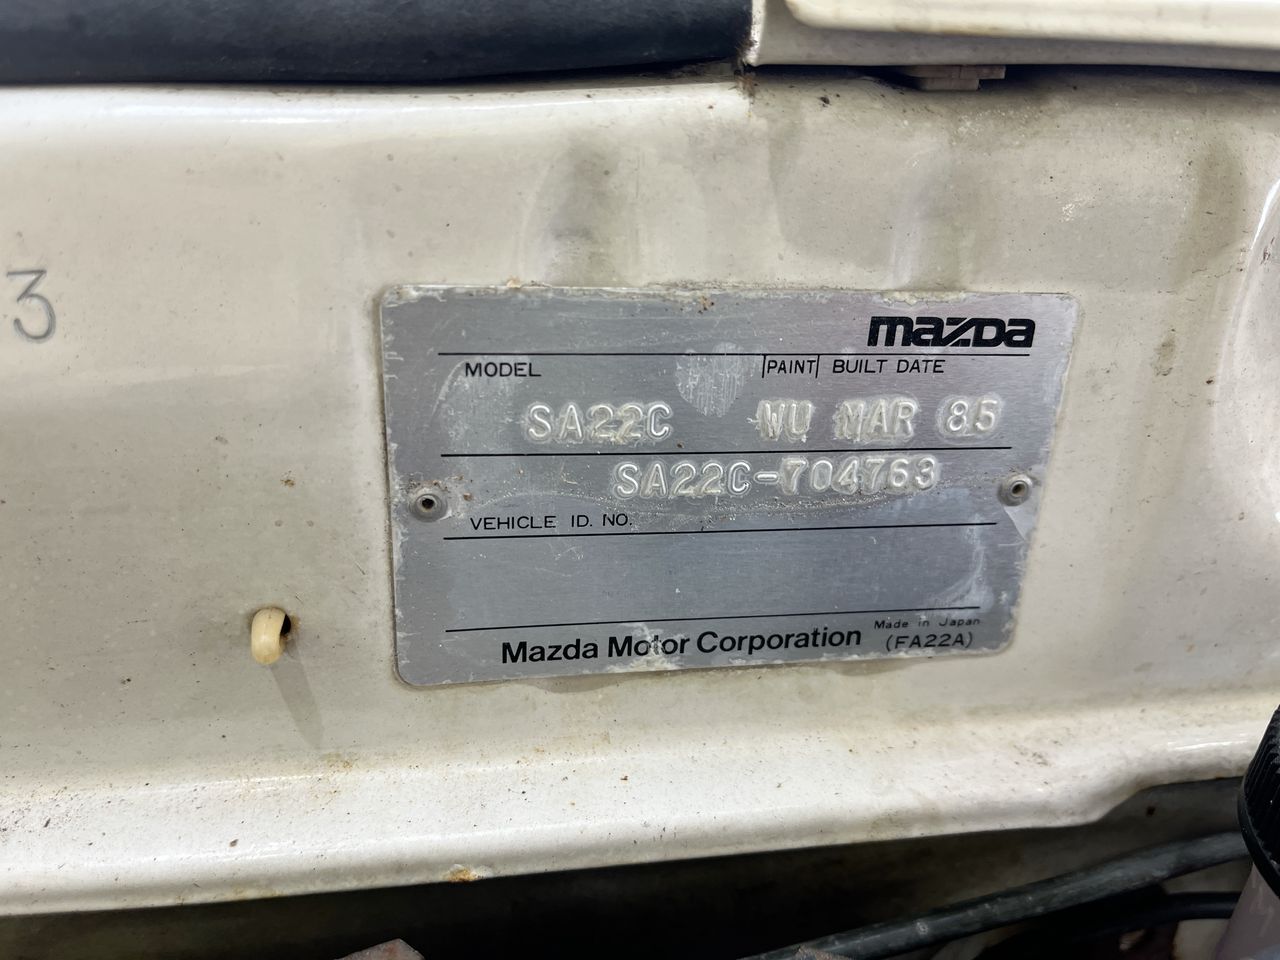 3
mazda
MODEL PAINT BUILT DATE
SA22C WU MAR 85
SA22C-704763
VEHICLE ID. NO.
Made in Japan
Mazda Motor Corporation (FA22A)